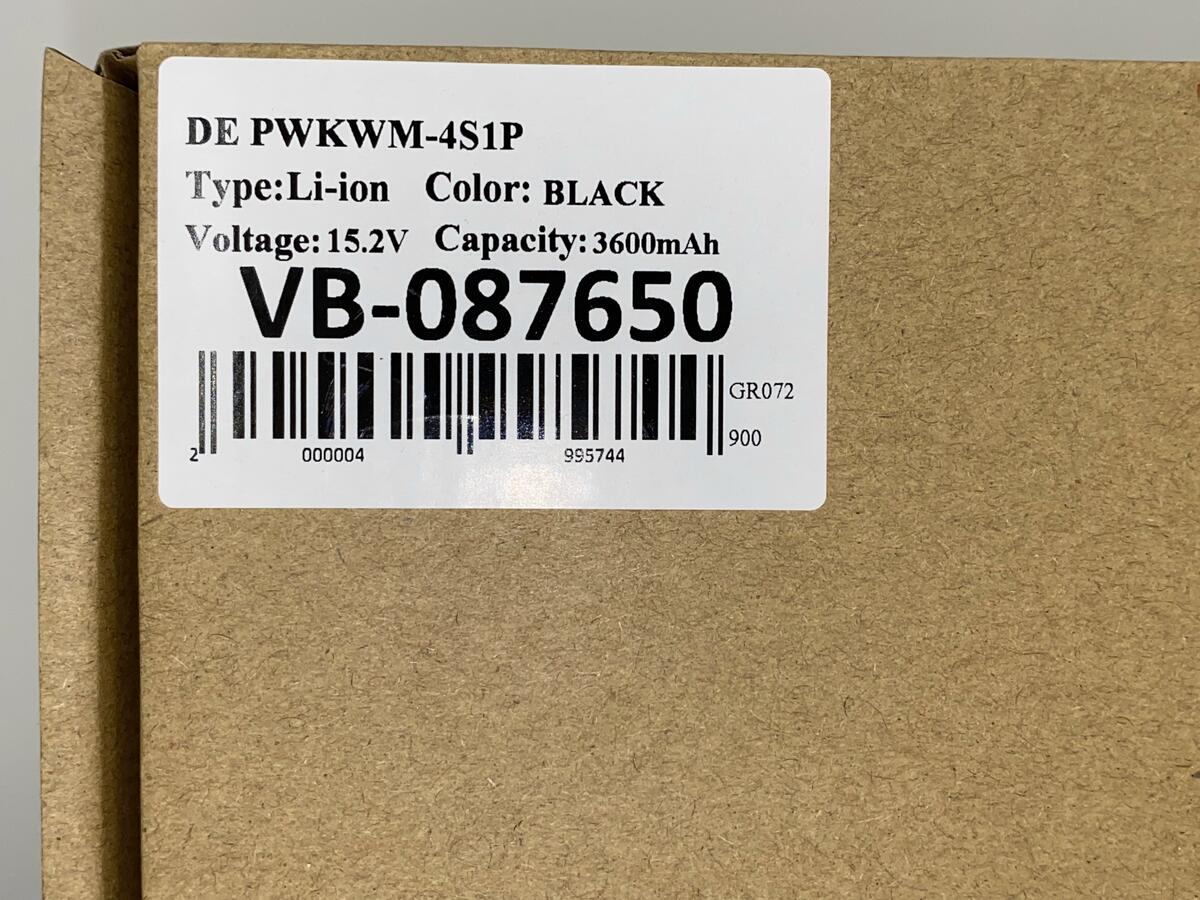 DE PWKWM-4S1P
Type:Li-ion Color: BLACK
Voltage: 15.2V Capacity: 3600mAh
VB-087650
GR072
900
2 000004 995744